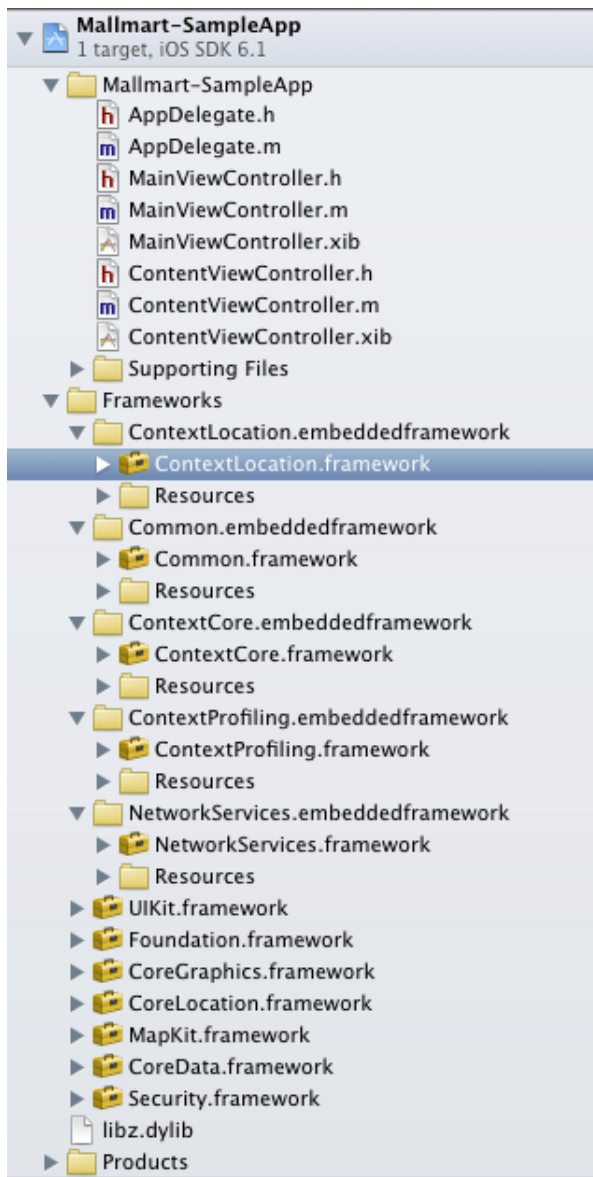 Mallmart-SampleApp
1 target, iOS SDK 6.1
Mallmart-SampleApp
h AppDelegate.h
m AppDelegate.m
h MainViewController.h
m MainViewController.m
MainViewController.xib
h ContentViewController.h
m ContentViewController.m
ContentViewController.xib
Supporting Files
Frameworks
ContextLocation.embeddedframework
ContextLocation.framework
Resources
Common.embeddedframework
Common.framework
Resources
ContextCore.embeddedframework
ContextCore.framework
Resources
ContextProfiling.embeddedframework
ContextProfiling.framework
Resources
NetworkServices.embeddedframework
NetworkServices.framework
Resources
UIKit.framework
Foundation.framework
CoreGraphics.framework
CoreLocation.framework
MapKit.framework
CoreData.framework
Security.framework
libz.dylib
Products